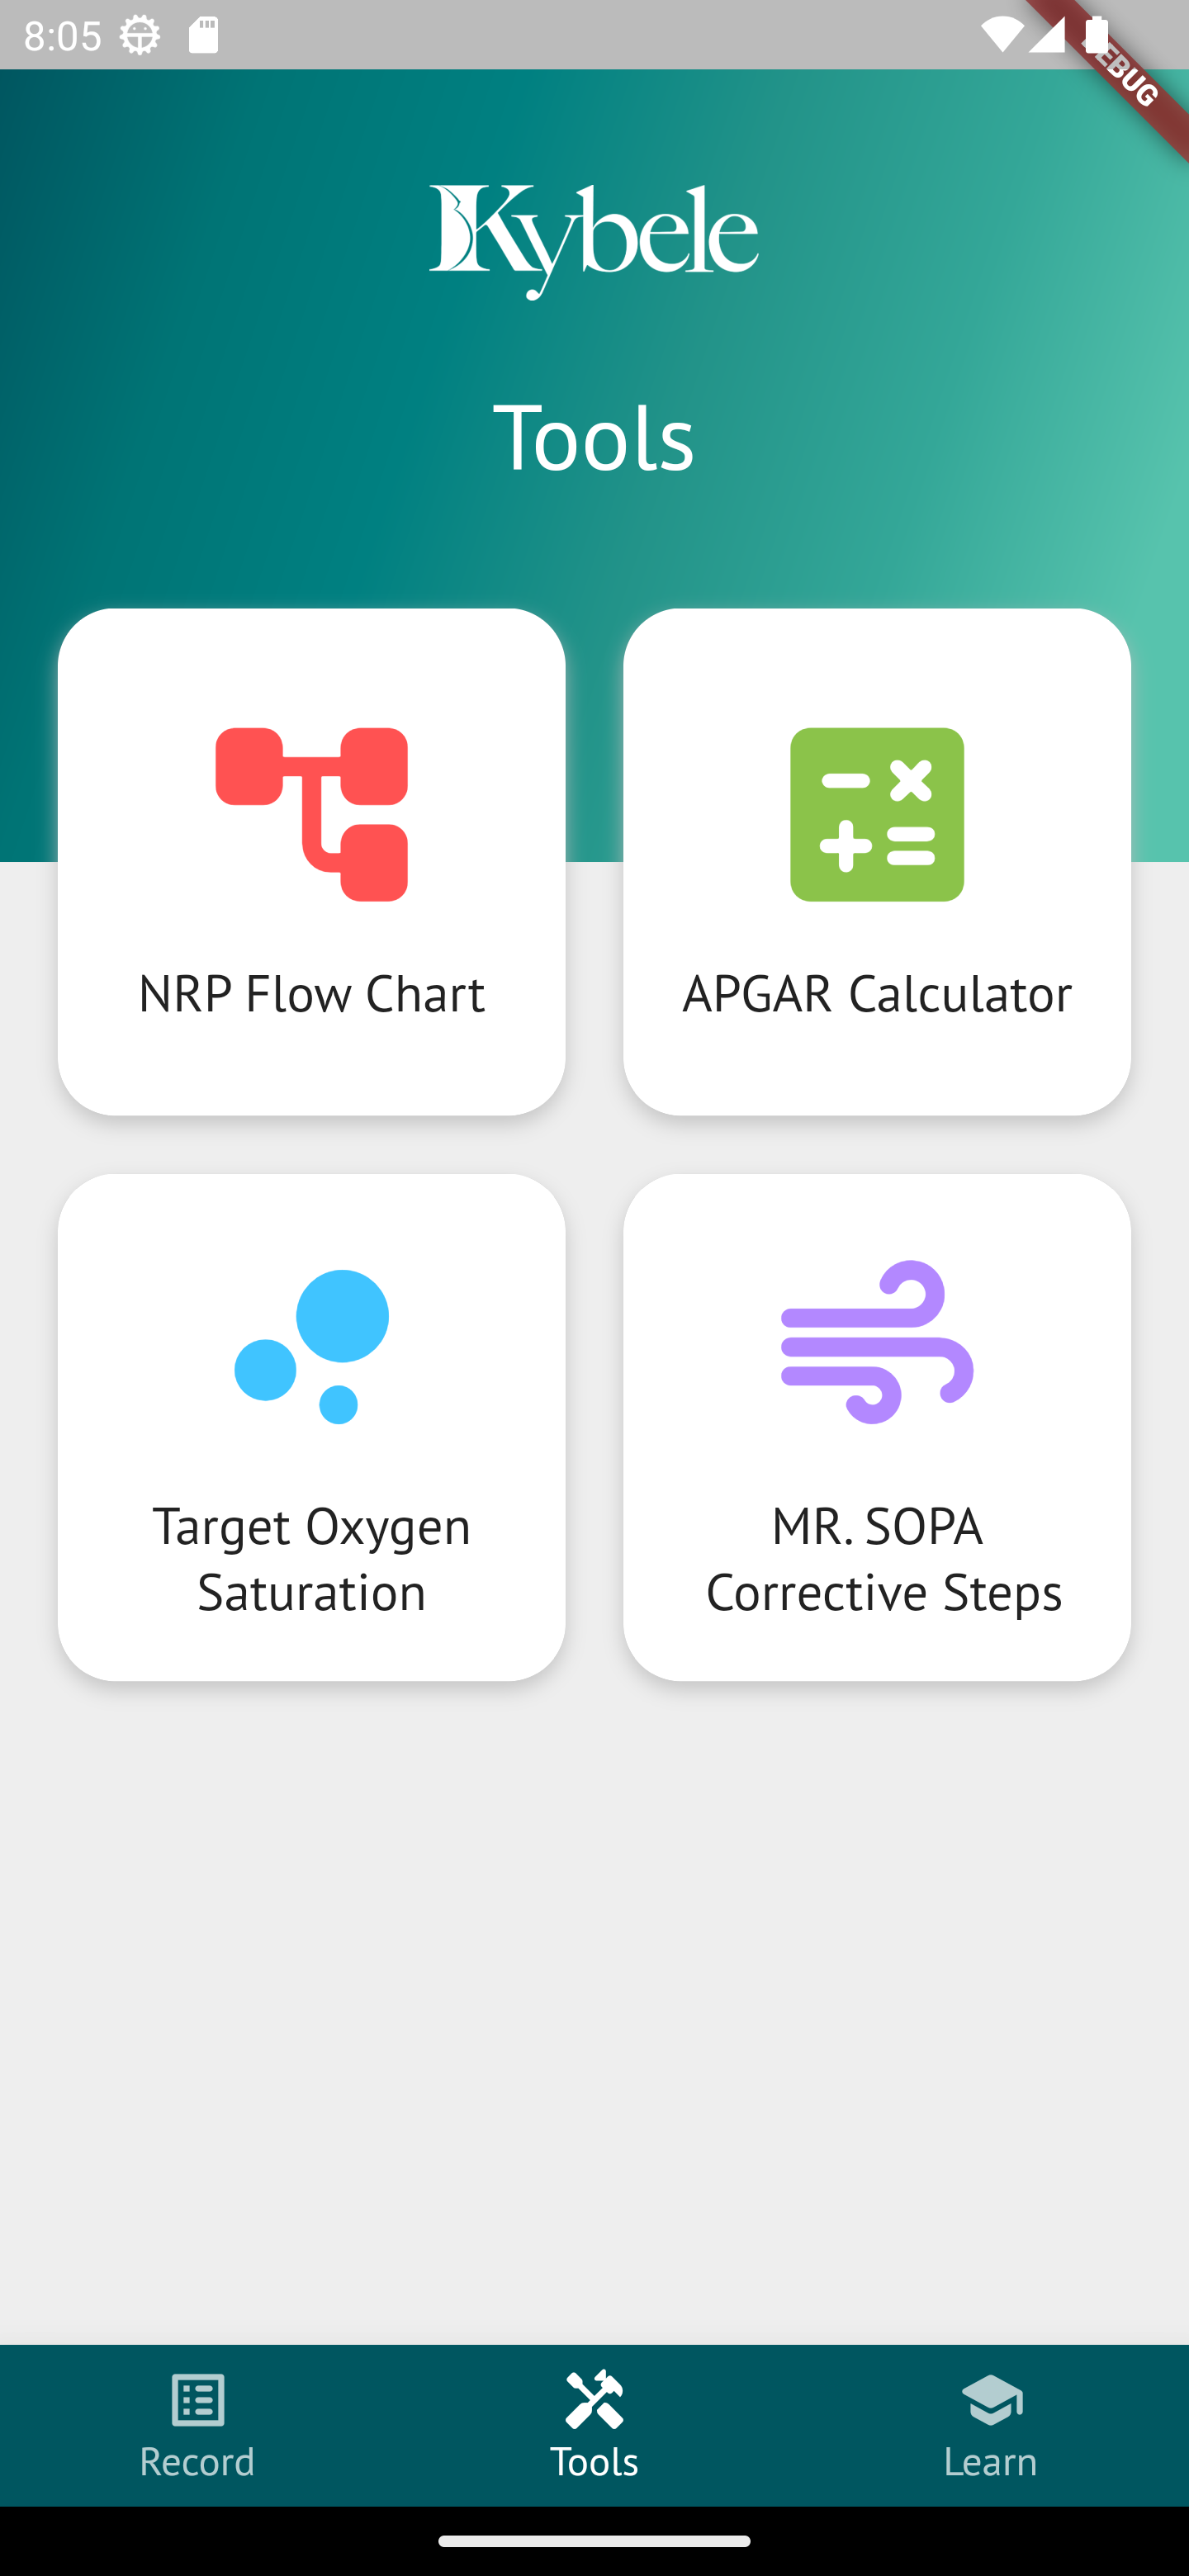 8:05
DEBUG
Kybele
Tools
NRP Flow Chart
APGAR Calculator
Target Oxygen
Saturation
MR. SOPA
Corrective Steps
Record
Tools
Learn